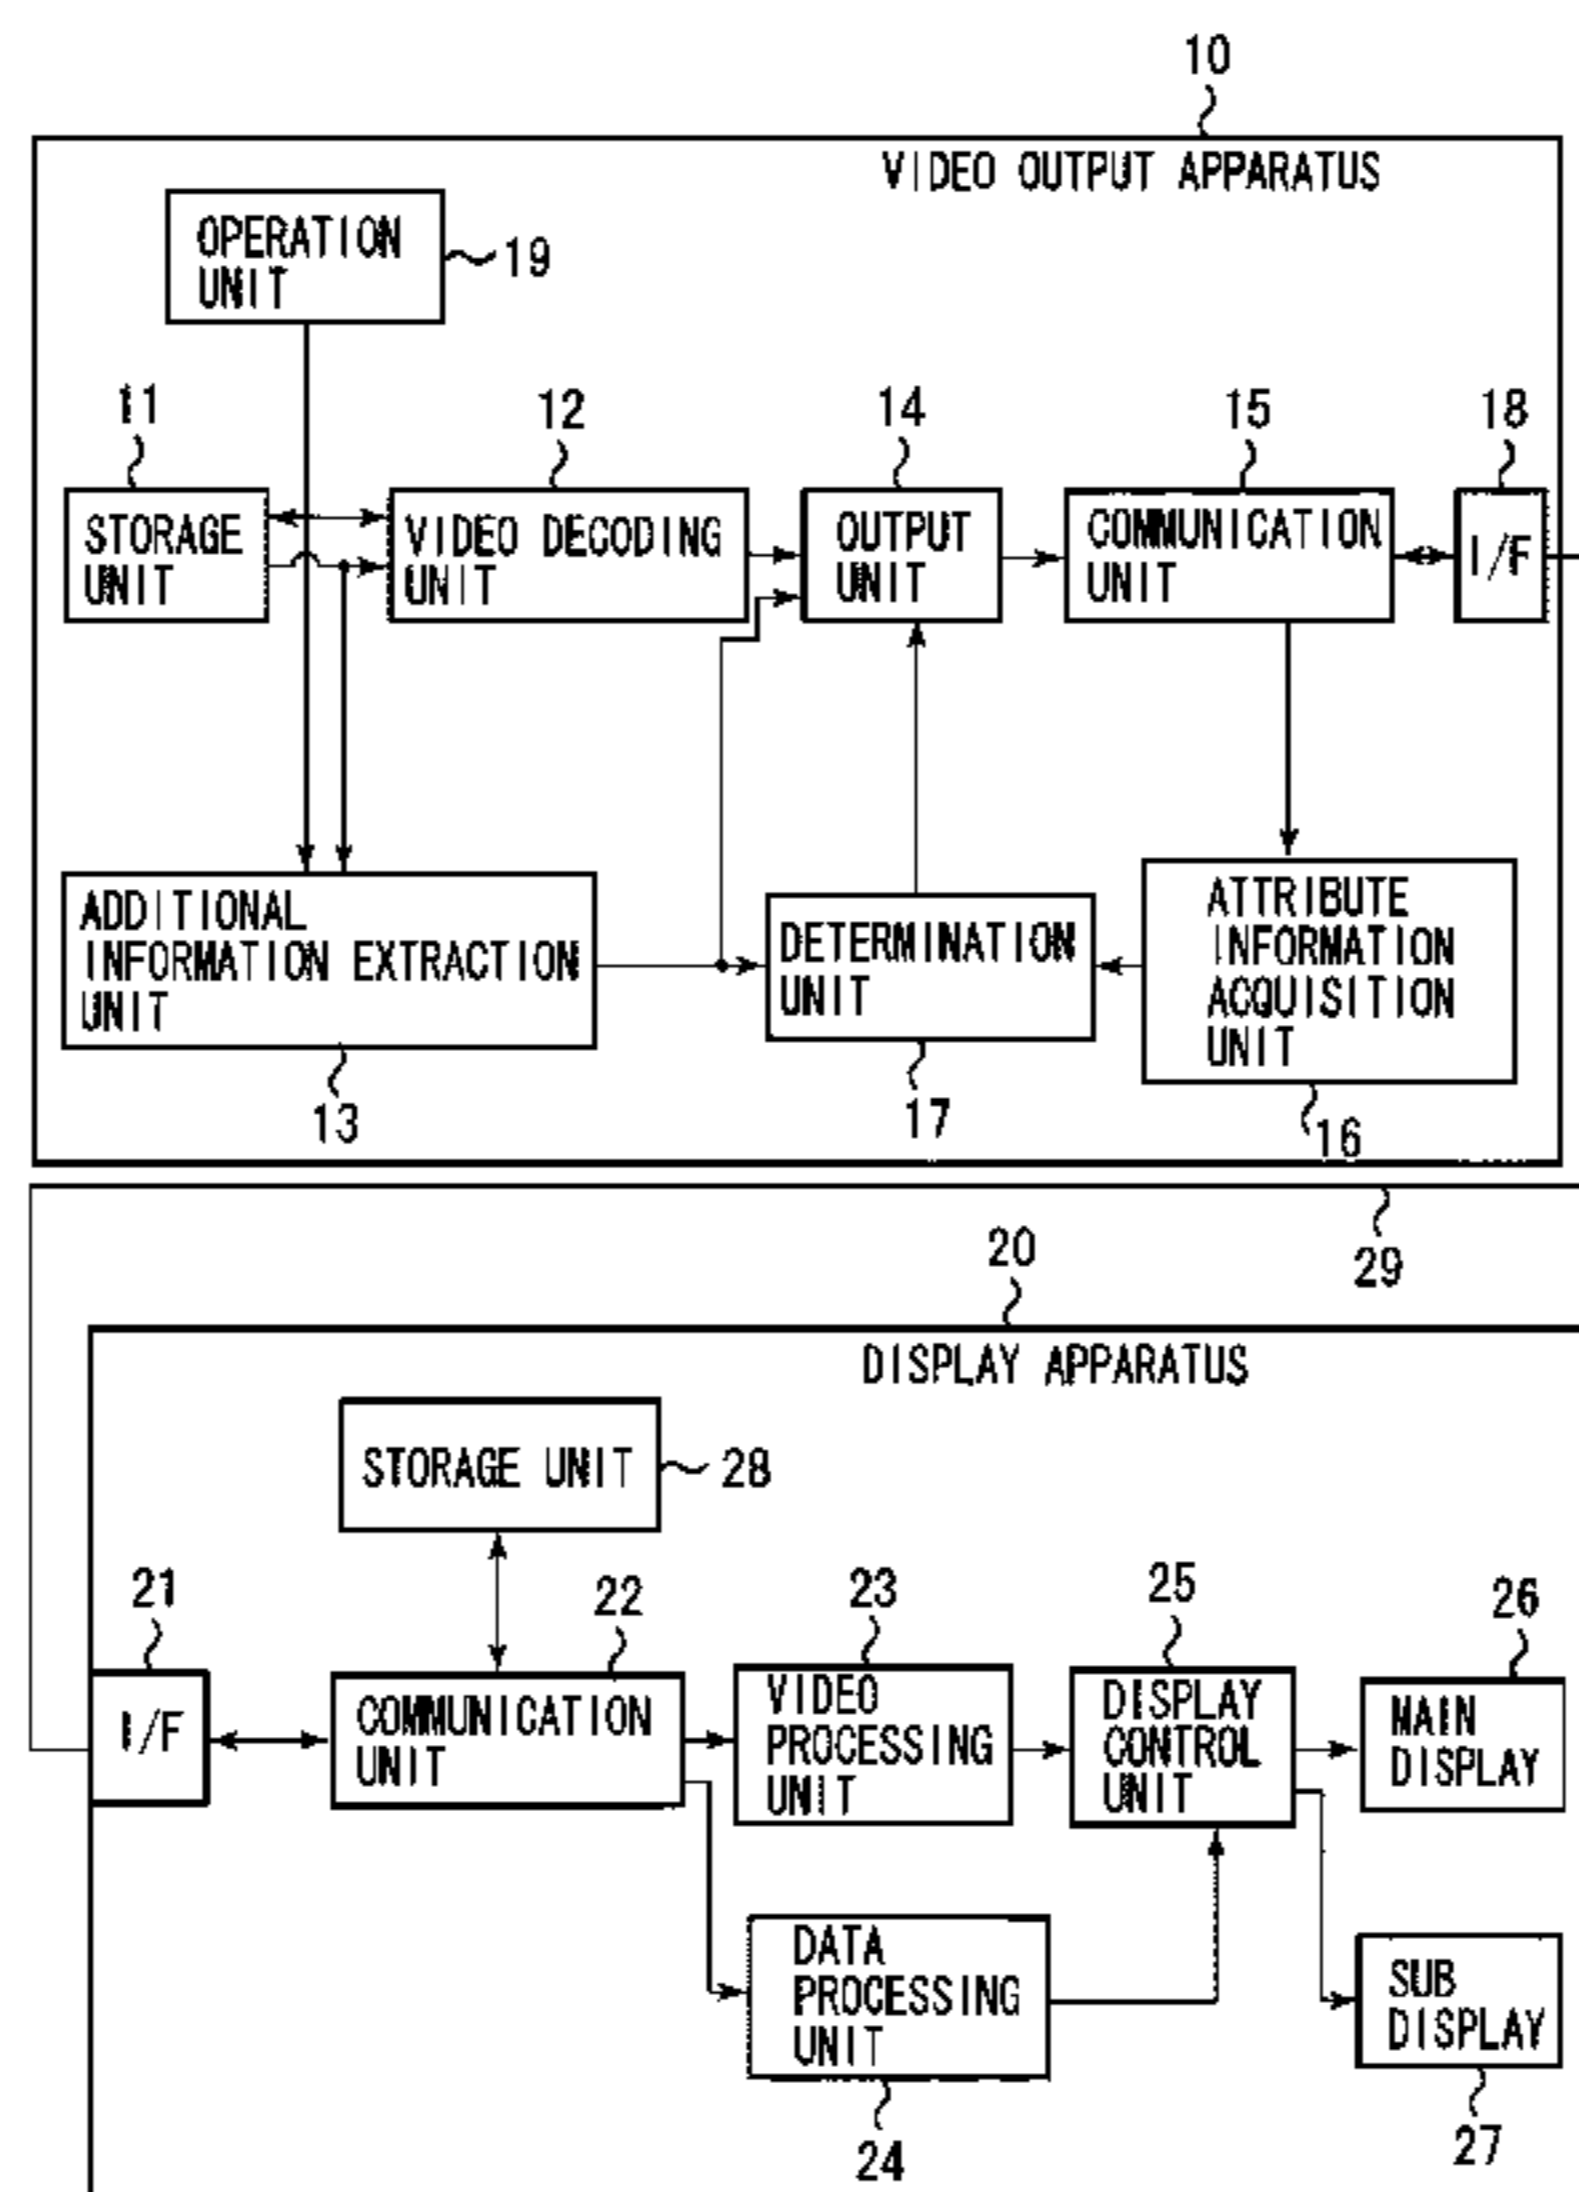 10
VIDEO OUTPUT APPARATUS
OPERATION
UNIT
19
11
12
14
15
18
STORAGE
UNIT
VIDEO DECODING
UNIT
OUTPUT
UNIT
COMMUNICATION
UNIT
I/F
ADDITIONAL
INFORMATION EXTRACTION
UNIT
DETERMINATION
UNIT
ATTRIBUTE
INFORMATION
ACQUISITION
UNIT
13
17
16
29
20
DISPLAY APPARATUS
STORAGE UNIT
28
21
22
23
25
26
I/F
COMMUNICATION
UNIT
VIDEO
PROCESSING
UNIT
DISPLAY
CONTROL
UNIT
MAIN
DISPLAY
DATA
PROCESSING
UNIT
SUB
DISPLAY
24
27